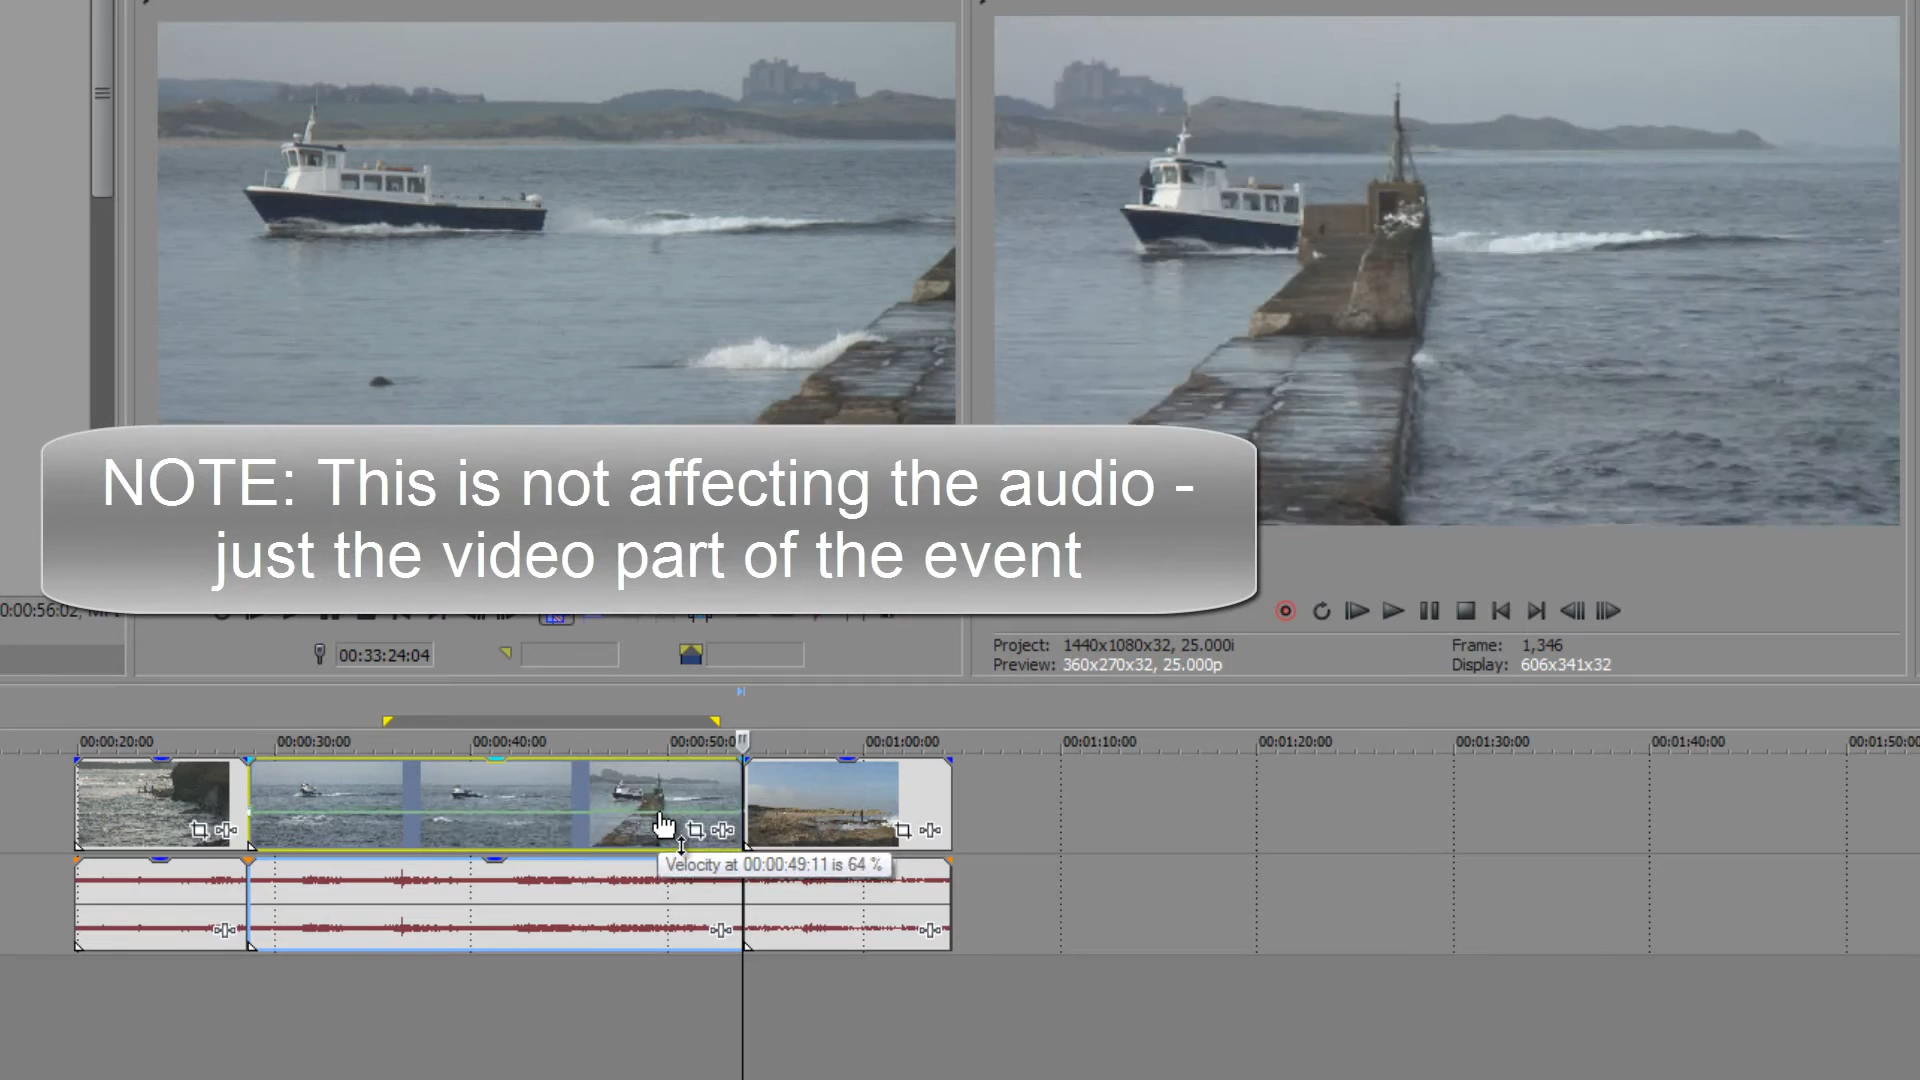 NOTE: This is not affecting the audio -
just the video part of the event
0:00:56:02,
00:33:24:04
Project: 1440x1080x32, 25.000i
Frame: 1,346
Preview: 360x270x32, 25.000p
Display: 606x341x32
00:00:20:00
00:00:30:00
00:00:40:00
00:00:50:0
00:01:00:00
00:01:10:00
00:01:20:00
00:01:30:00
00:01:40:00
00:01:50:00
Velocity at 00:00:49:11 is 64 %